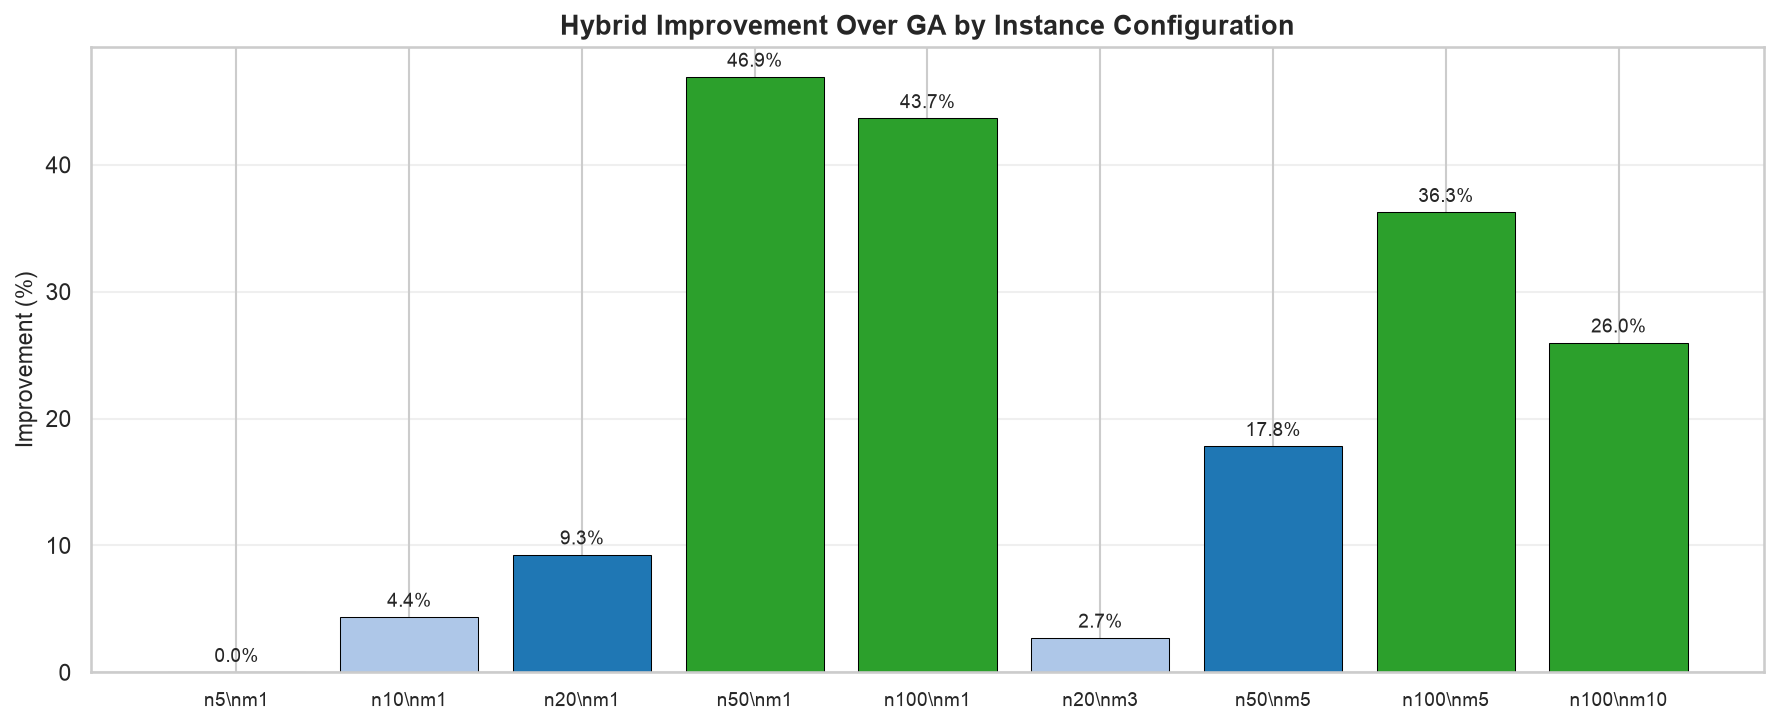 Hybrid Improvement Over GA by Instance Configuration
Improvement (%)
40
30
20
10
0
0.0%
4.4%
9.3%
46.9%
43.7%
2.7%
17.8%
36.3%
26.0%
n5\nm1
n10\nm1
n20\nm1
n50\nm1
n100\nm1
n20\nm3
n50\nm5
n100\nm5
n100\nm10